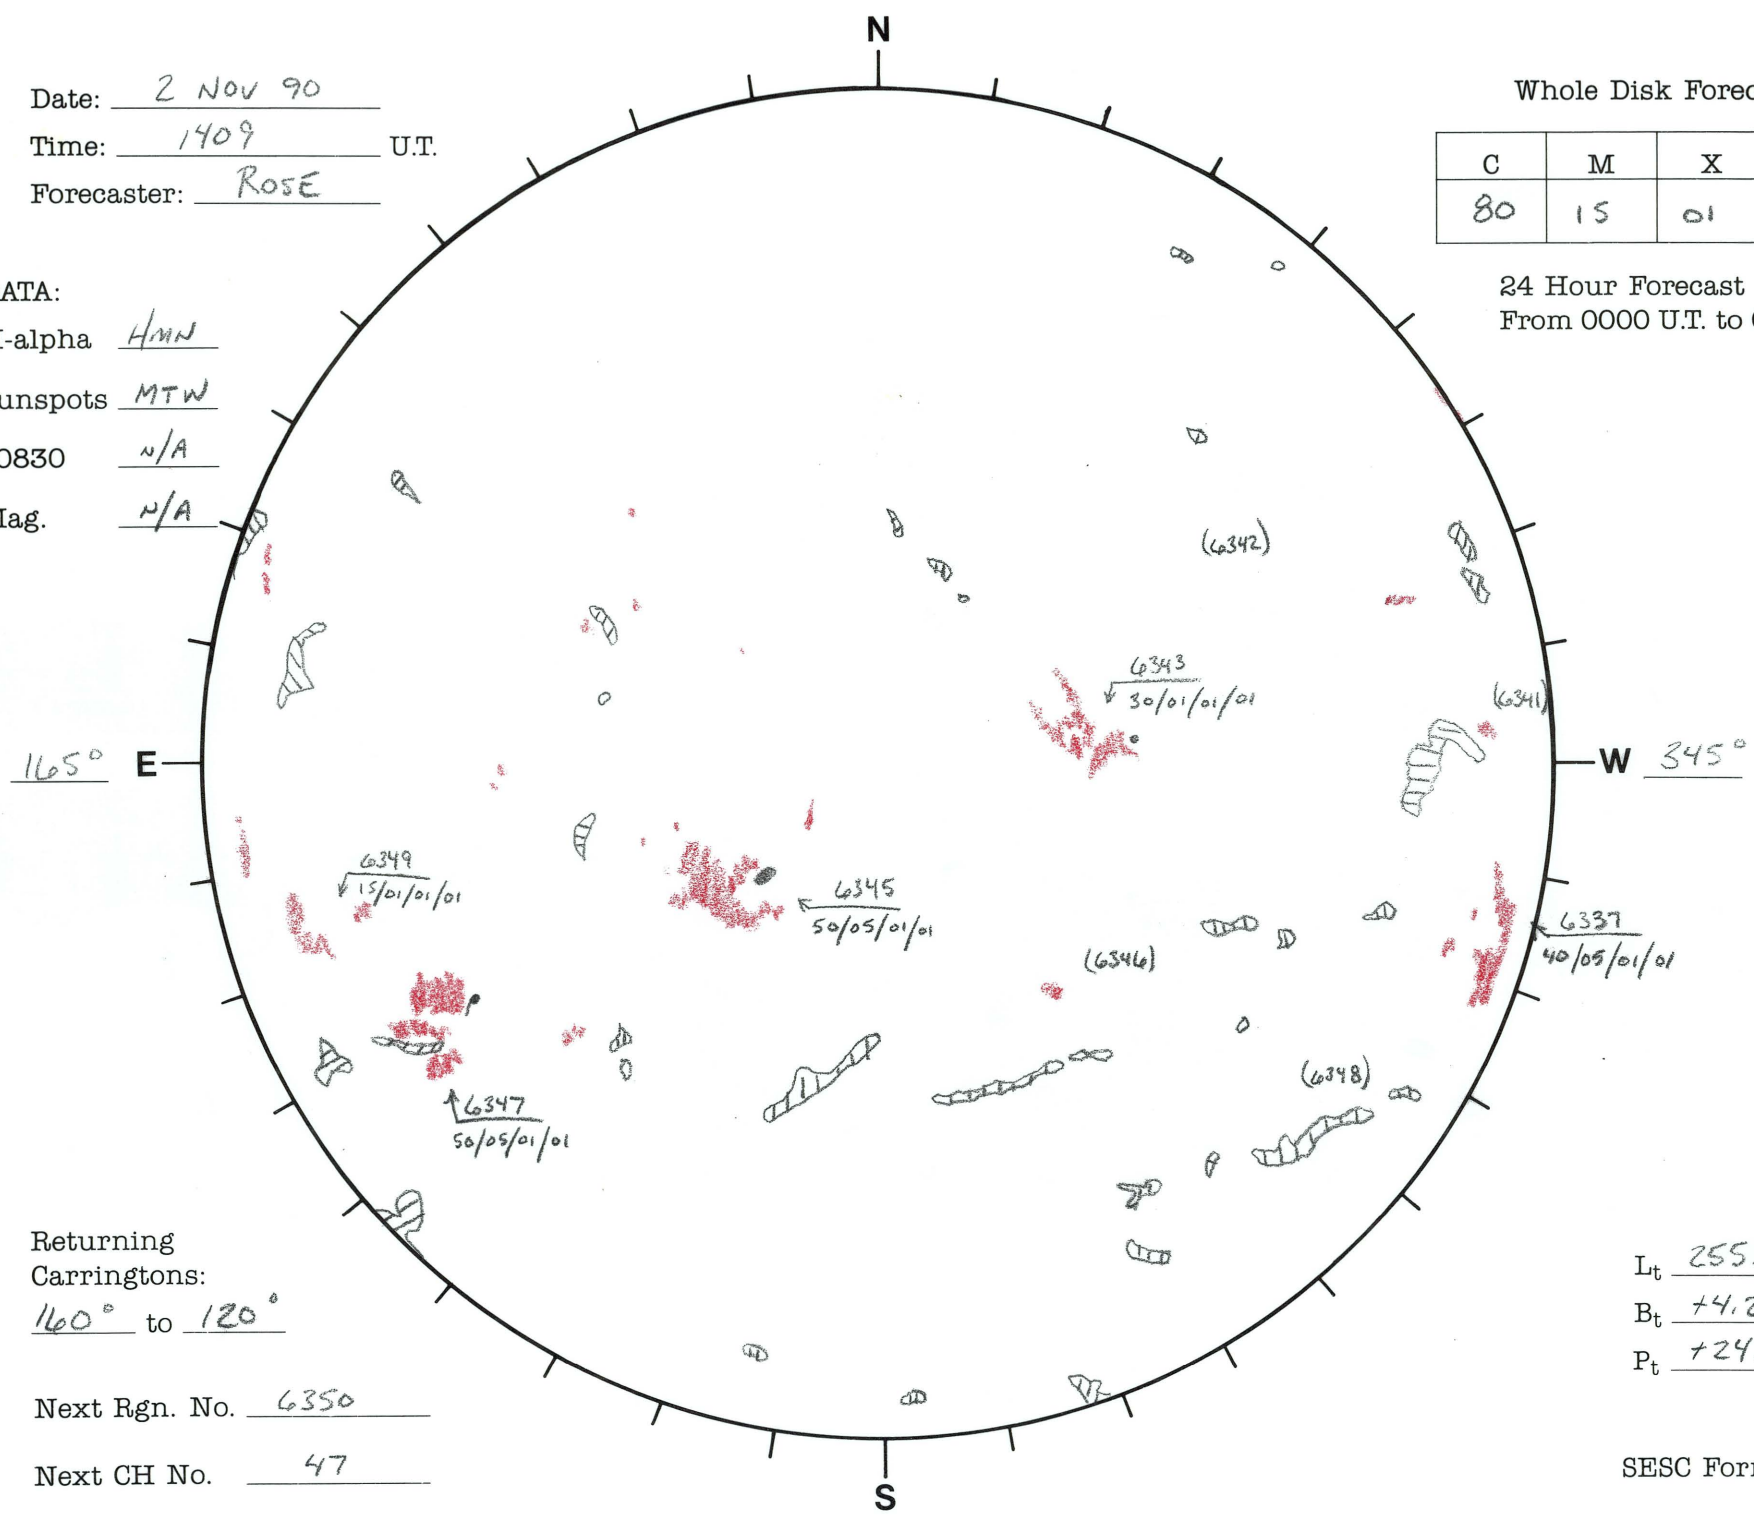 N
Date: 2 NOV 90
Time: 1409 U.T.
Forecaster: ROSE
Whole Disk Forec
C M X
80 15 01
24 Hour Forecast
From 0000 U.T. to
ATA:
I-alpha HMN
unspots MTW
0830 N/A
Mag. N/A
(6342)
6343
30/01/01/01
(6341)
165° E
W 345°
6349
15/01/01/01
6345
50/05/01/01
6337
40/05/01/01
(6346)
(6348)
6347
50/05/01/01
Returning
Carringtons:
160° to 120°
Lt 255.
Bt +4.2
Pt +24
Next Rgn. No. 6350
Next CH No. 47
SESC Form
S